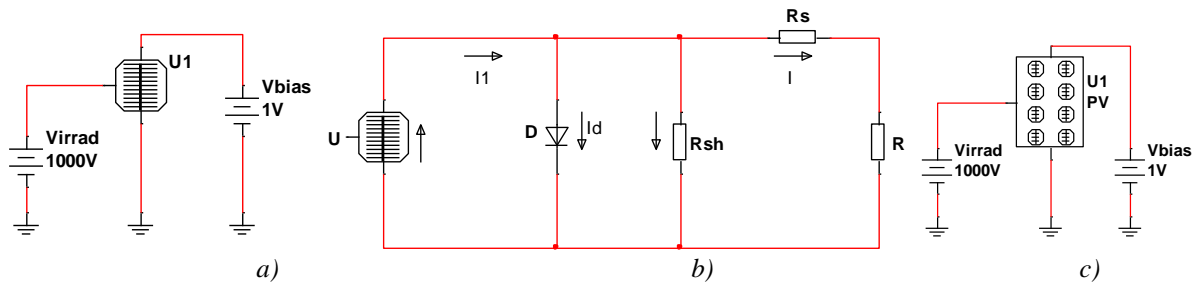 U1
Vbias
1V
Virrad
1000V
a)
Rs
I1
I
U
D
Id
Rsh
R
b)
U1
PV
Virrad
1000V
Vbias
1V
c)